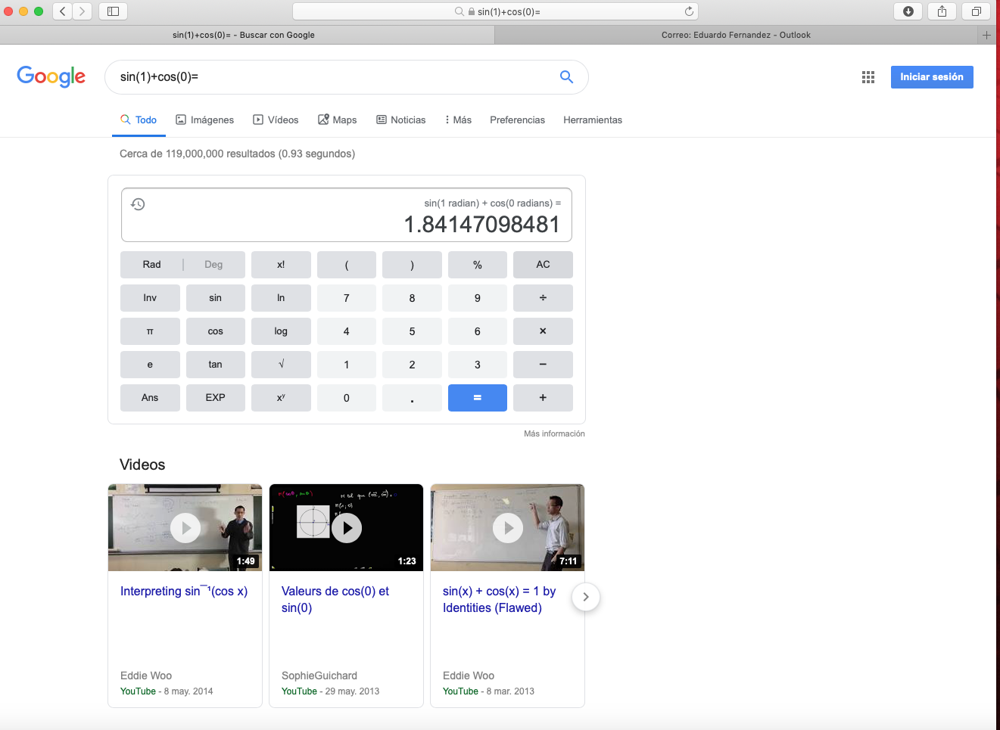 sin(1)+cos(0)=
sin(1)+cos(0)= - Buscar con Google
Correo: Eduardo Fernandez - Outlook
Google
sin(1)+cos(0)=
Iniciar sesión
Todo Imágenes Vídeos Maps Noticias Más Preferencias Herramientas
Cerca de 119,000,000 resultados (0.93 segundos)
sin(1 radian) + cos(0 radians) =
1.84147098481
Rad | Deg x! ( ) % AC
Inv sin ln 7 8 9 ÷
π cos log 4 5 6 ×
e tan √ 1 2 3 −
Ans EXP xʸ 0 . = +
Más información
Videos
1:49
1:23
7:11
Interpreting sin¯¹(cos x)
Eddie Woo
YouTube - 8 may. 2014
Valeurs de cos(0) et
sin(0)
SophieGuichard
YouTube - 29 may. 2013
sin(x) + cos(x) = 1 by
Identities (Flawed)
Eddie Woo
YouTube - 8 mar. 2013